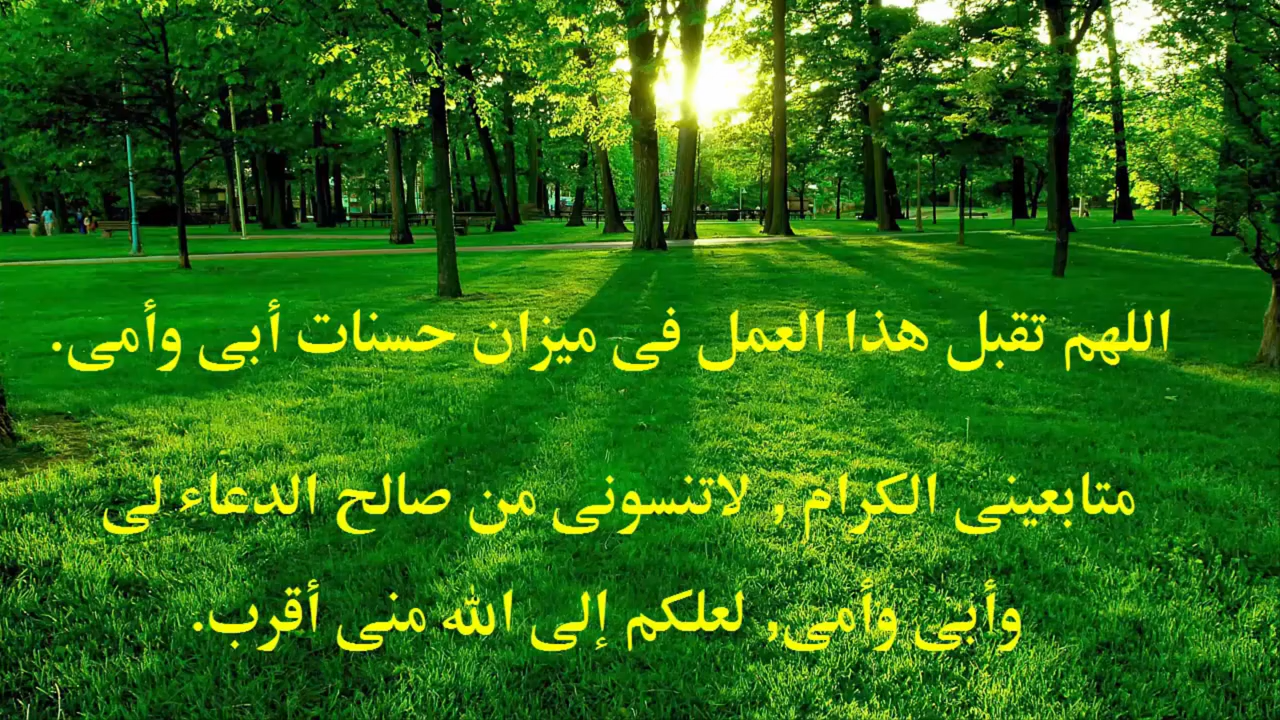 اللهم تقبل هذا العمل فى ميزان حسنات أبى وأمى.
متابعينى الكرام , لاتنسونى من صالح الدعاء لى
وأبى وأمى, لعلكم إلى الله منى أقرب.